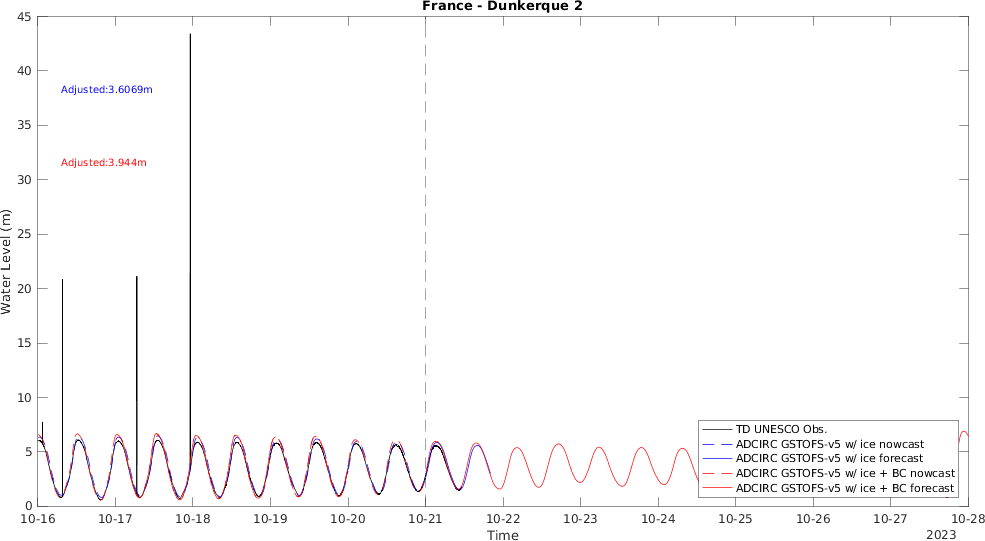 France - Dunkerque 2
45
40
35
30
25
20
15
10
5
0
Water Level (m)
Adjusted:3.6069m
Adjusted:3.944m
TD UNESCO Obs.
ADCIRC GSTOFS-v5 w/ ice nowcast
ADCIRC GSTOFS-v5 w/ ice forecast
ADCIRC GSTOFS-v5 w/ ice + BC nowcast
ADCIRC GSTOFS-v5 w/ ice + BC forecast
10-16 10-17 10-18 10-19 10-20 10-21 10-22 10-23 10-24 10-25 10-26 10-27 10-28
Time
2023